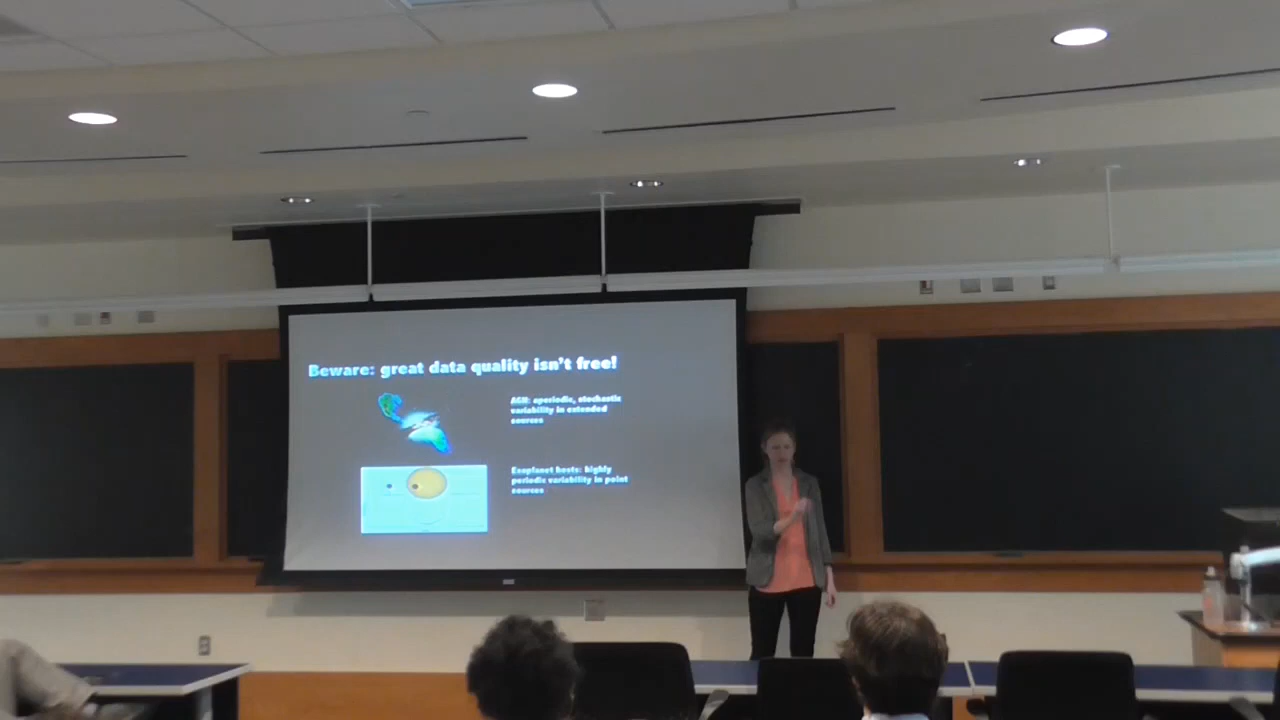 Beware: great data quality isn't free!
AGN: aperiodic, stochastic
variability in extended
sources
Exoplanet hosts: highly
periodic variability in point
sources